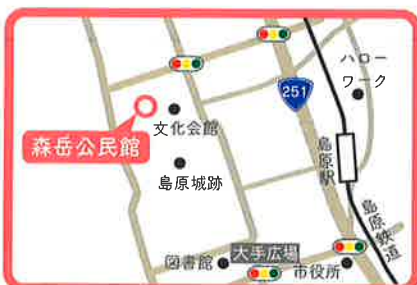 ハロー
ワーク
251
文化会館
森岳公民館
島原城跡
島原駅
島原鉄道
大手広場
図書館
市役所